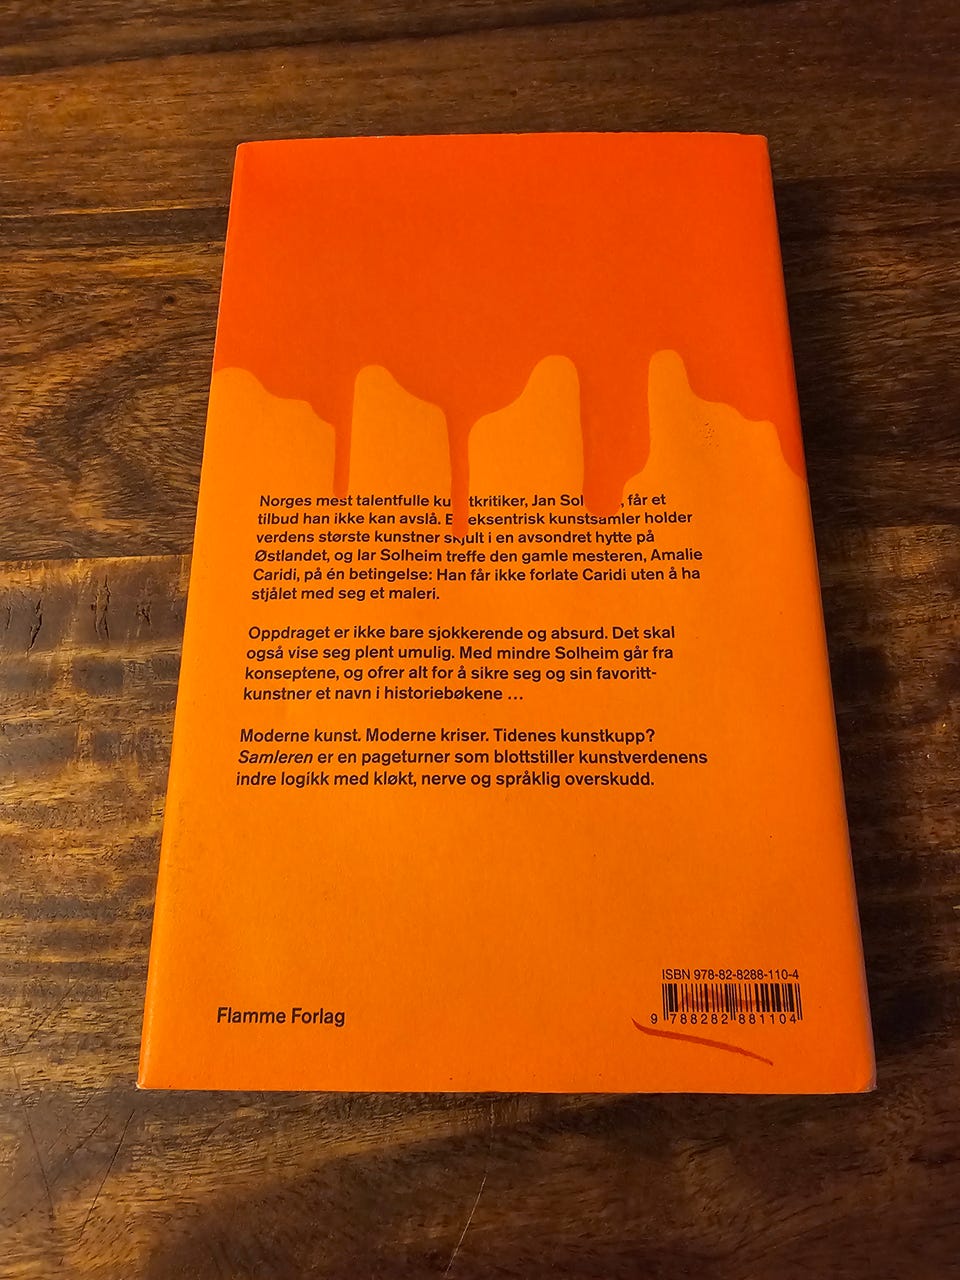 Norges mest talentfulle kunstkritiker, Jan Solheim, får et
tilbud han ikke kan avslå. En eksentrisk kunstsamler holder
verdens største kunstner skjult i en avsondret hytte på
Østlandet, og lar Solheim treffe den gamle mesteren, Amalie
Caridi, på én betingelse: Han får ikke forlate Caridi uten å ha
stjålet med seg et maleri.
Oppdraget er ikke bare sjokkerende og absurd. Det skal
også vise seg plent umulig. Med mindre Solheim går fra
konseptene, og ofrer alt for å sikre seg og sin favoritt-
kunstner et navn i historiebøkene ...
Moderne kunst. Moderne kriser. Tidenes kunstkupp?
Samleren er en pageturner som blottstiller kunstverdenens
indre logikk med kløkt, nerve og språklig overskudd.
ISBN 978-82-8288-110-4
9 788282 881104
Flamme Forlag